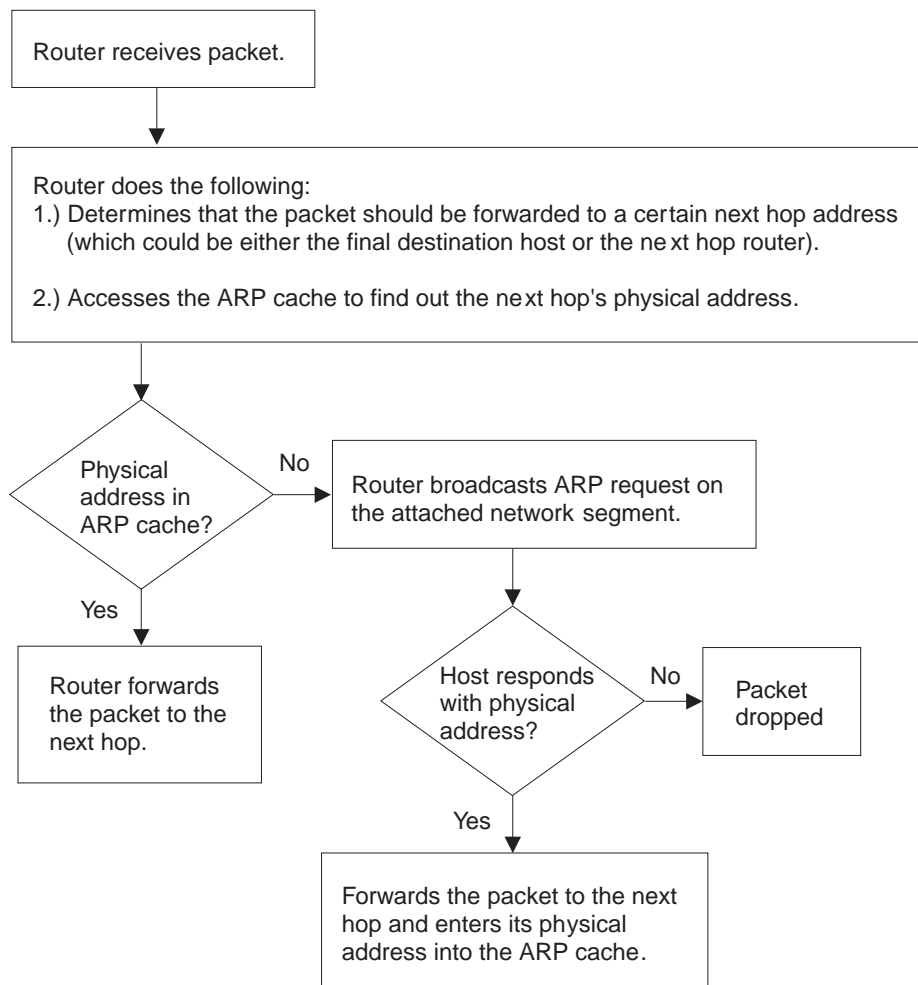 Router receives packet.
Router does the following:
1.) Determines that the packet should be forwarded to a certain next hop address
(which could be either the final destination host or the next hop router).
2.) Accesses the ARP cache to find out the next hop's physical address.
Physical
address in
ARP cache?
No
Router broadcasts ARP request on
the attached network segment.
Yes
Router forwards
the packet to the
next hop.
Host responds
with physical
address?
No
Packet
dropped
Yes
Forwards the packet to the next
hop and enters its physical
address into the ARP cache.